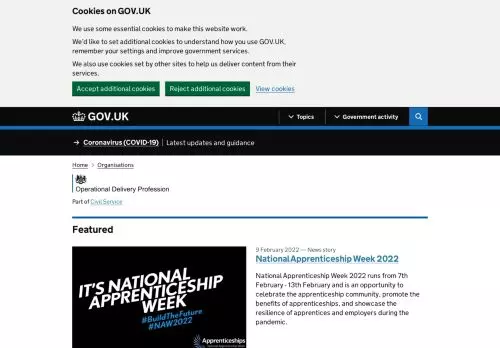 Cookies on GOV.UK
We use some essential cookies to make this website work.
We'd like to set additional cookies to understand how you use GOV.UK,
remember your settings and improve government services.
We also use cookies set by other sites to help us deliver content from their
services.
Accept additional cookies
Reject additional cookies
View cookies
GOV.UK
Topics
Government activity
→ Coronavirus (COVID-19) | Latest updates and guidance
Home > Organisations
Operational Delivery Profession
Part of Civil Service
Featured
IT'S NATIONAL
APPRENTICESHIP
WEEK
#BuildTheFuture
#NAW2022
Apprenticeships
9 February 2022 — News story
National Apprenticeship Week 2022
National Apprenticeship Week 2022 runs from 7th
February - 13th February and is an opportunity to
celebrate the apprenticeship community, promote the
benefits of apprenticeships, and showcase the
resilience of apprentices and employers during the
pandemic.